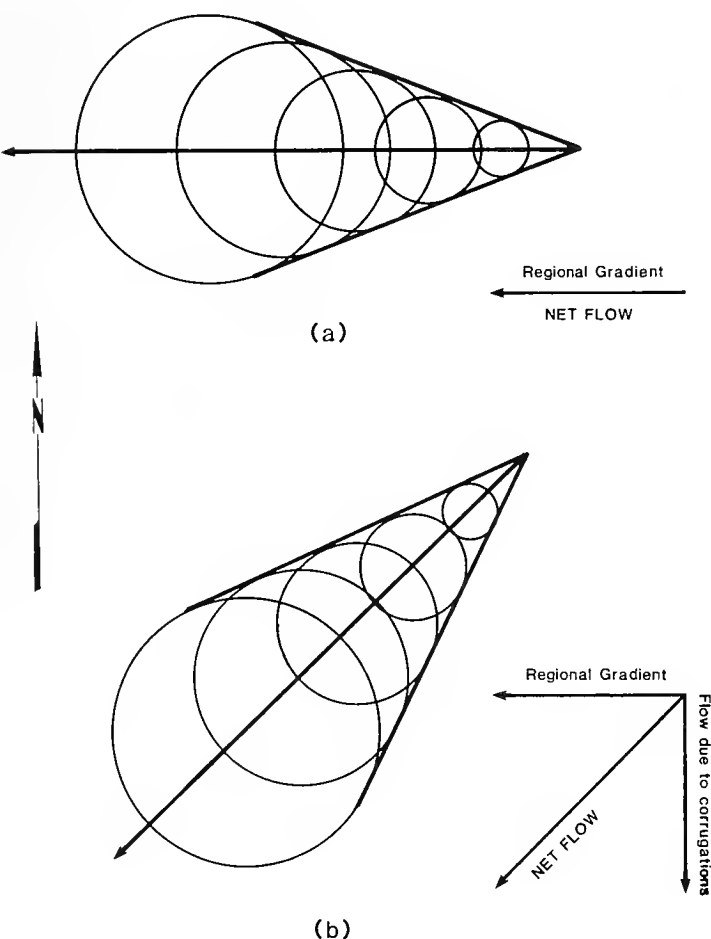 Regional Gradient
NET FLOW
(a)
N
Regional Gradient
Flow due to corrugations
NET FLOW
(b)